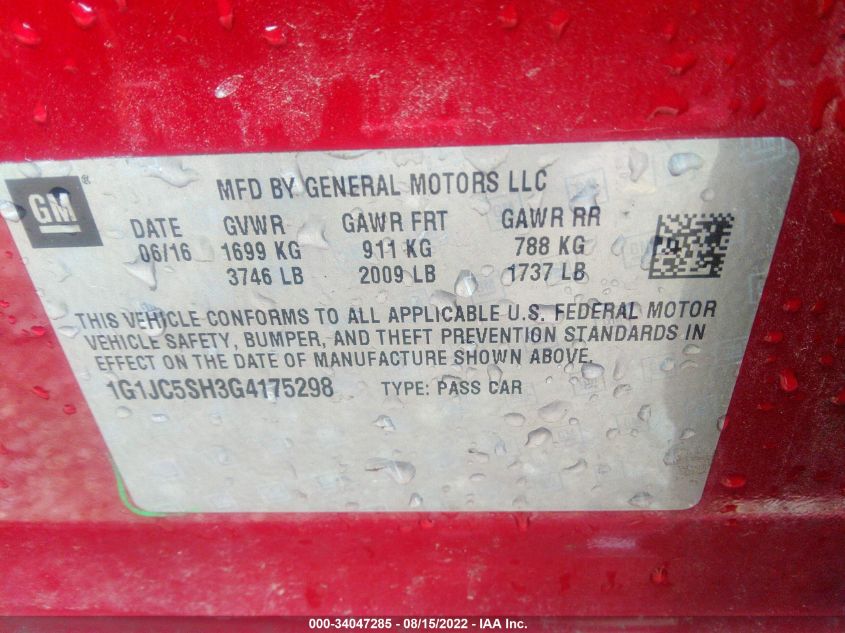 GM®
MFD BY GENERAL MOTORS LLC
DATE GVWR GAWR FRT GAWR RR
06/16 1699 KG 911 KG 788 KG
3746 LB 2009 LB 1737 LB
THIS VEHICLE CONFORMS TO ALL APPLICABLE U.S. FEDERAL MOTOR
VEHICLE SAFETY, BUMPER, AND THEFT PREVENTION STANDARDS IN
EFFECT ON THE DATE OF MANUFACTURE SHOWN ABOVE.
1G1JC5SH3G4175298 TYPE: PASS CAR
000-34047285 - 08/15/2022 - IAA Inc.